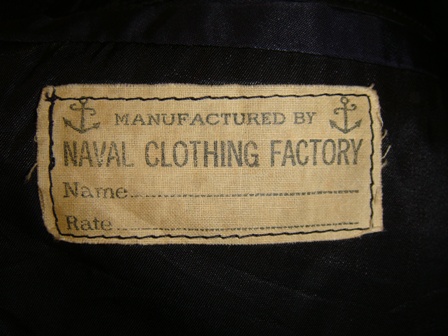 MANUFACTURED BY
NAVAL CLOTHING FACTORY
Name
Rate